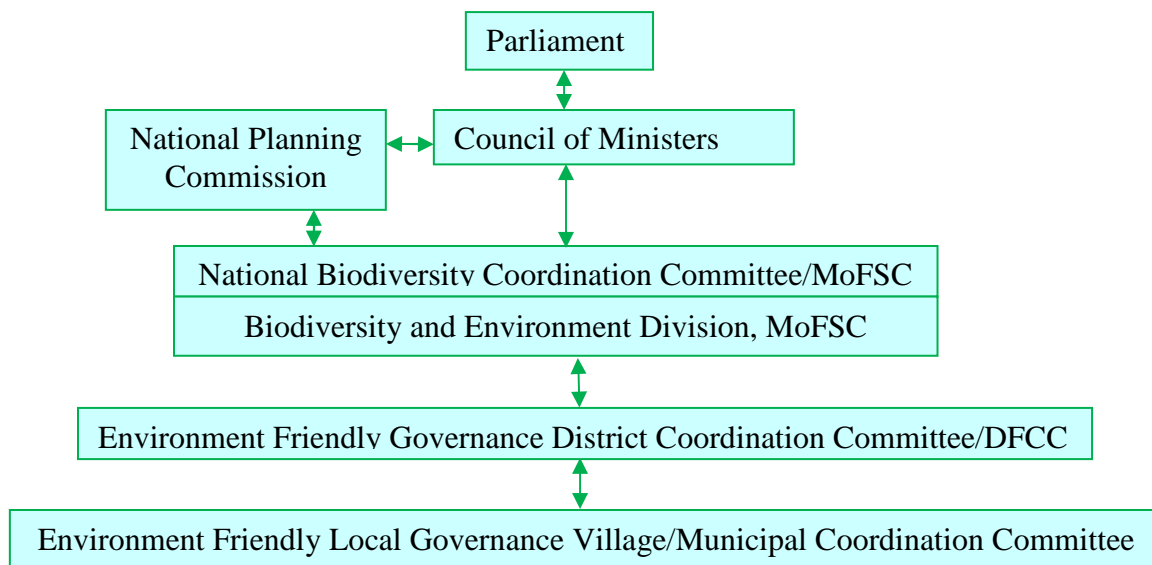 Parliament
National Planning
Commission
Council of Ministers
National Biodiversity Coordination Committee/MoFSC
Biodiversity and Environment Division, MoFSC
Environment Friendly Governance District Coordination Committee/DFCC
Environment Friendly Local Governance Village/Municipal Coordination Committee